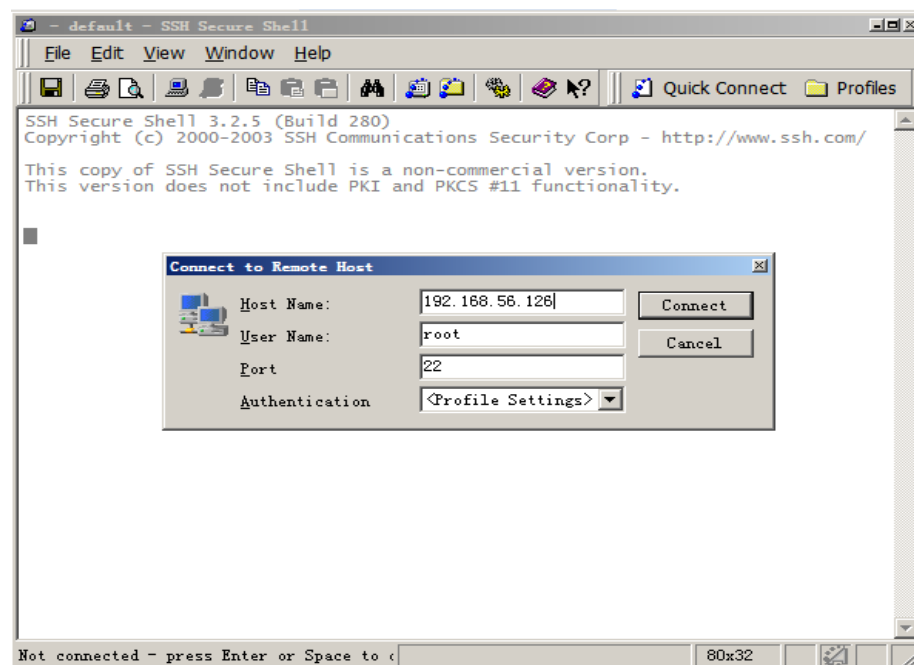 - default - SSH Secure Shell
File Edit View Window Help
Quick Connect Profiles
SSH Secure Shell 3.2.5 (Build 280)
Copyright (c) 2000-2003 SSH Communications Security Corp - http://www.ssh.com/
This copy of SSH Secure Shell is a non-commercial version.
This version does not include PKI and PKCS #11 functionality.
Connect to Remote Host
Host Name: 192.168.56.126
Connect
User Name: root
Cancel
Port 22
Authentication <Profile Settings>
Not connected - press Enter or Space to
80x32